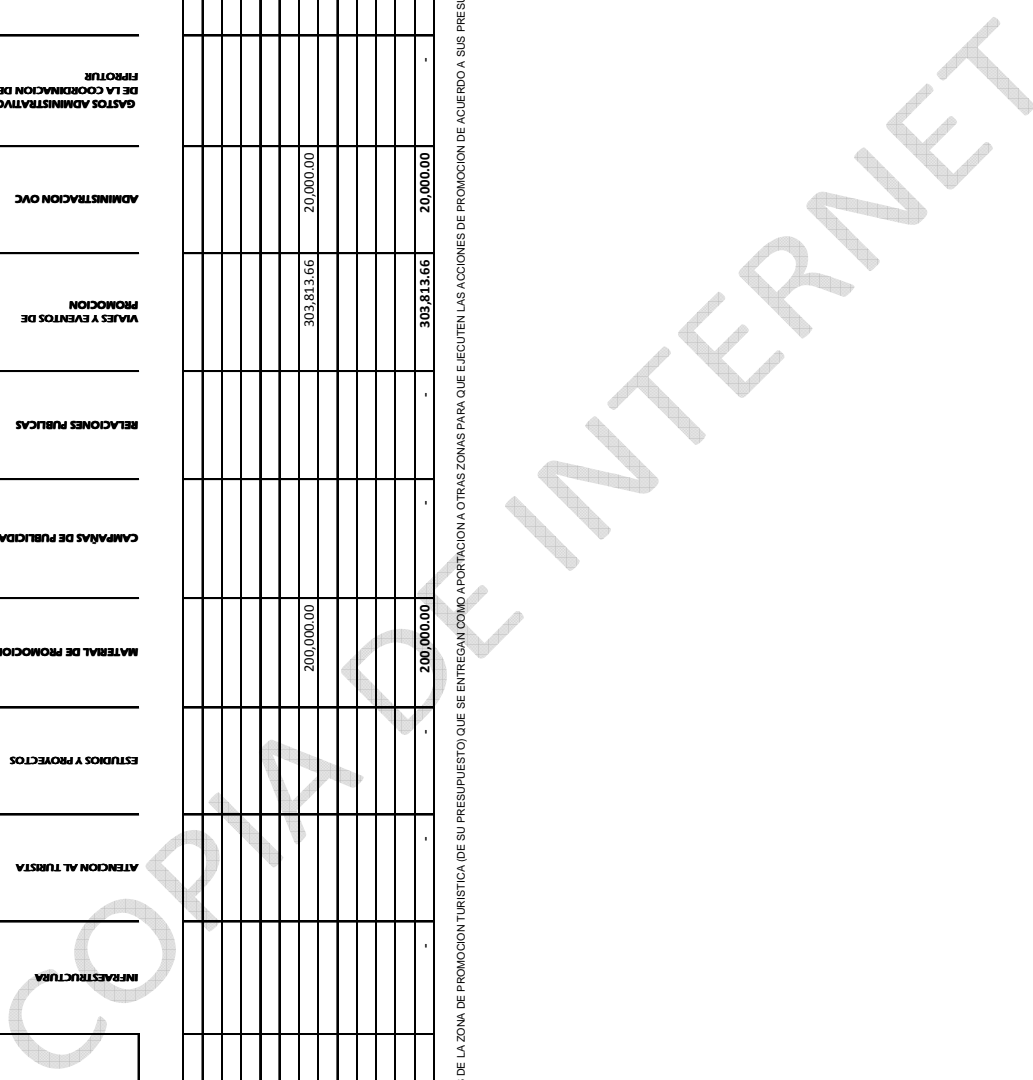 INFRAESTRUCTURA
ATENCION AL TURISTA
ESTUDIOS Y PROYECTOS
MATERIAL DE PROMOCION
CAMPAÑAS DE PUBLICIDAD
RELACIONES PUBLICAS
VIAJES Y EVENTOS DE
PROMOCION
ADMINISTRACION OVC
GASTOS ADMINISTRATIVO
DE LA COORDINACION DE
FIPROTUR
200,000.00 303,813.66 20,000.00
- - - 200,000.00 - - 303,813.66 20,000.00 -
DE LA ZONA DE PROMOCION TURISTICA (DE SU PRESUPUESTO) QUE SE ENTREGAN COMO APORTACION A OTRAS ZONAS PARA QUE EJECUTEN LAS ACCIONES DE PROMOCION DE ACUERDO A SUS
COPIA DE INTERNET